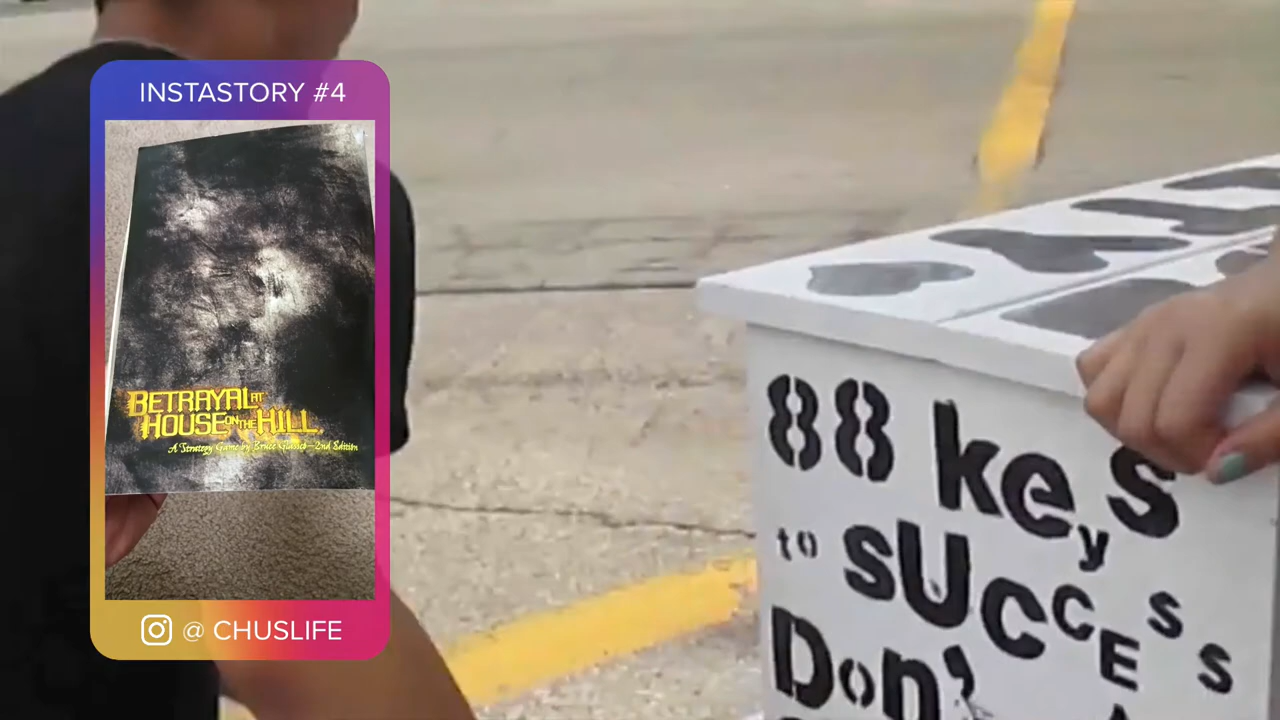 INSTASTORY #4
BETRAYAL AT
HOUSE ON THE HILL.
A Strategy Game by Bruce Glassco—2nd Edition
@ CHUSLIFE
88 keys
to sUccESS
Don'